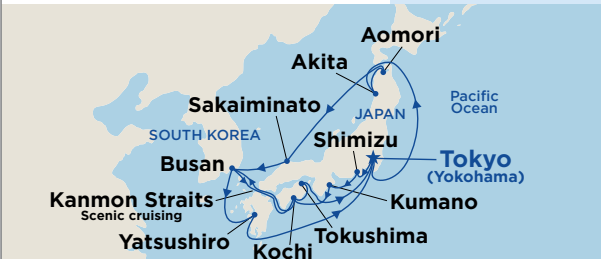 Aomori
Akita
Pacific
Ocean
Sakaiminato
JAPAN
SOUTH KOREA
Shimizu
Busan
Tokyo
(Yokohama)
Kanmon Straits
Scenic cruising
Kumano
Yatsushiro
Tokushima
Kochi